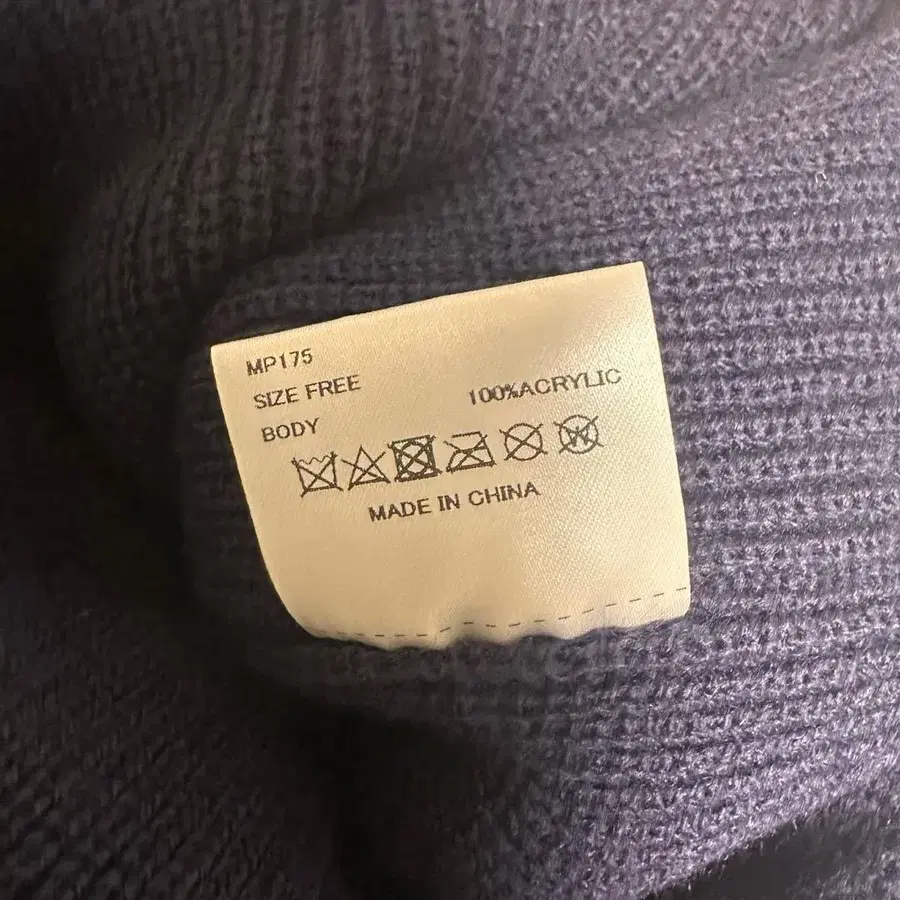 MP175
SIZE FREE
BODY 100%ACRYLIC
W
MADE IN CHINA